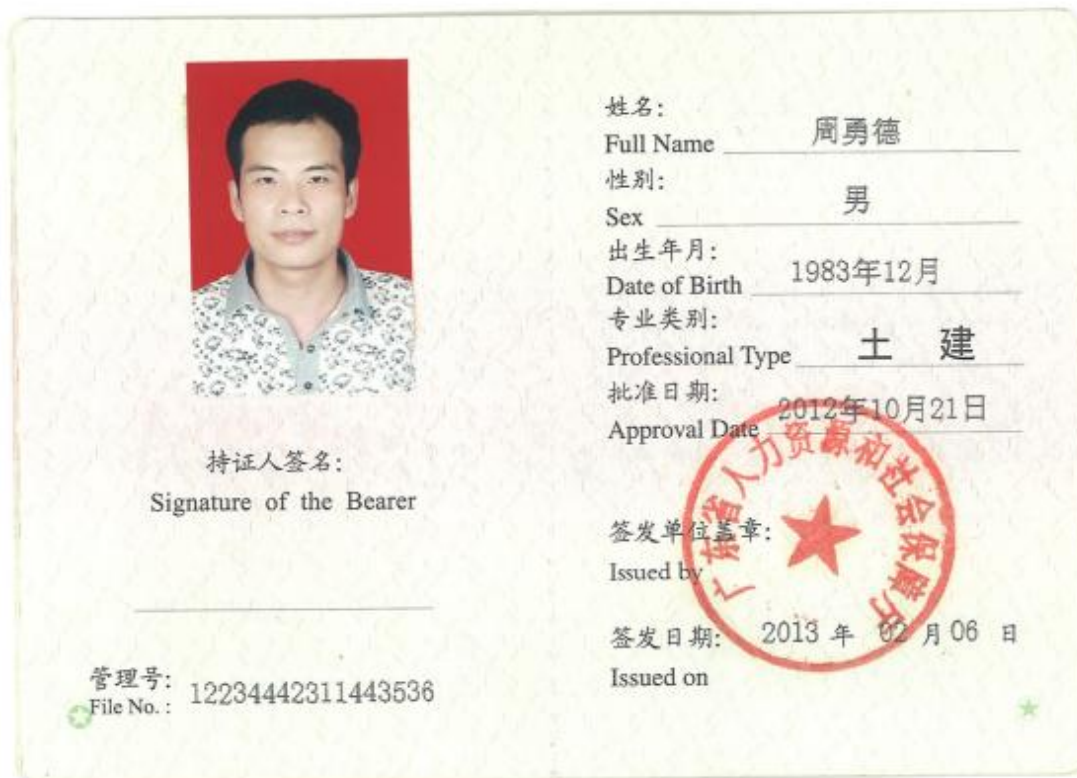 持证人签名:
Signature of the Bearer
管理号:
File No. : 12234442311443536
姓名:
Full Name 周勇德
性别:
Sex 男
出生年月:
Date of Birth 1983年12月
专业类别:
Professional Type 土 建
批准日期:
Approval Date 2012年10月21日
签发单位盖章:
Issued by
广东省人力资源和社会保障厅
签发日期: 2013 年 02 月 06 日
Issued on